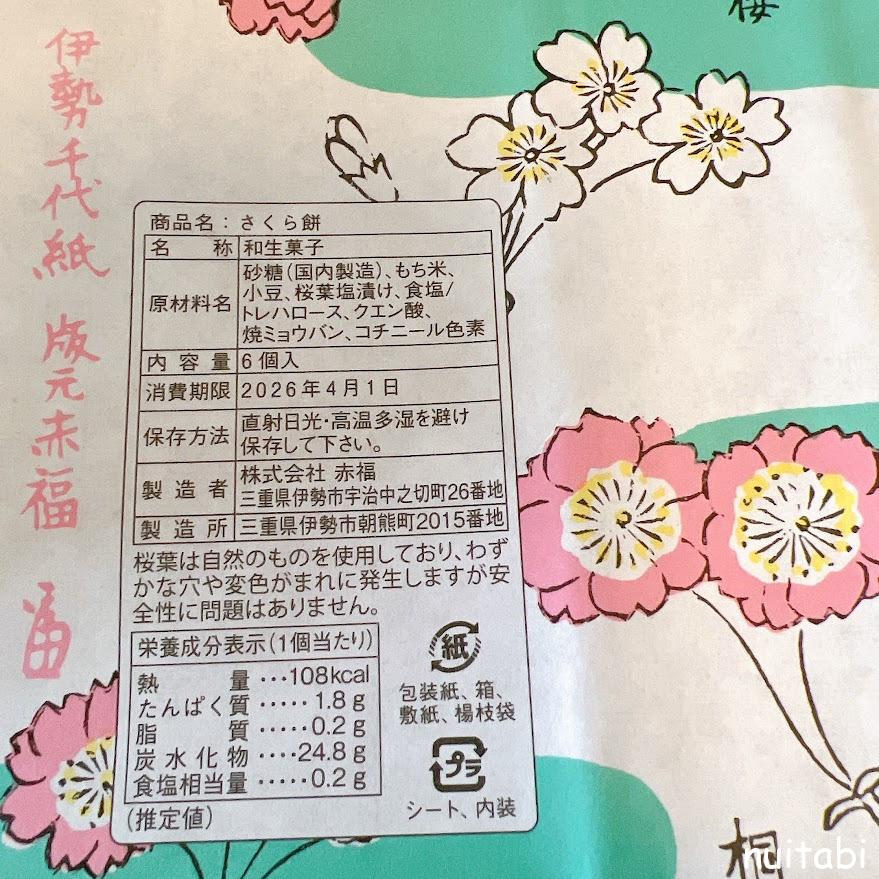 桜
伊勢千代紙 版元赤福
商品名：さくら餅
名称 和生菓子
原材料名 砂糖（国内製造）、もち米、
小豆、桜葉塩漬け、食塩/
トレハロース、クエン酸、
焼ミョウバン、コチニール色素
内容量 6個入
消費期限 2026年4月1日
保存方法 直射日光・高温多湿を避け
保存して下さい。
製造者 株式会社 赤福
三重県伊勢市宇治中之切町26番地
製造所 三重県伊勢市朝熊町2015番地
桜葉は自然のものを使用しており、わず
かな穴や変色がまれに発生しますが安
全性に問題はありません。
栄養成分表示（1個当たり）
熱量…108kcal
たんぱく質‥‥‥1.8g
脂質‥‥‥0.2g
炭水化物‥‥24.8g
食塩相当量‥‥0.2g
（推定値）
紙
包装紙、箱、
敷紙、楊枝袋
プラ
シート、内装
桐
nuitabi